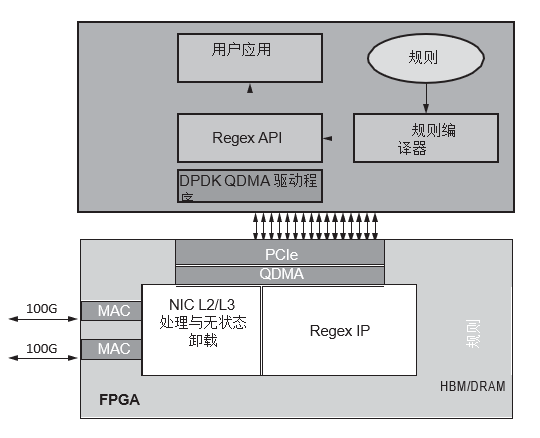 用户应用
规则
Regex API
规则编
译器
DPDK QDMA 驱动程
序
PCIe
QDMA
100G
MAC
NIC L2/L3
处理与无状态
卸载
Regex IP
规则
100G
MAC
HBM/DRAM
FPGA